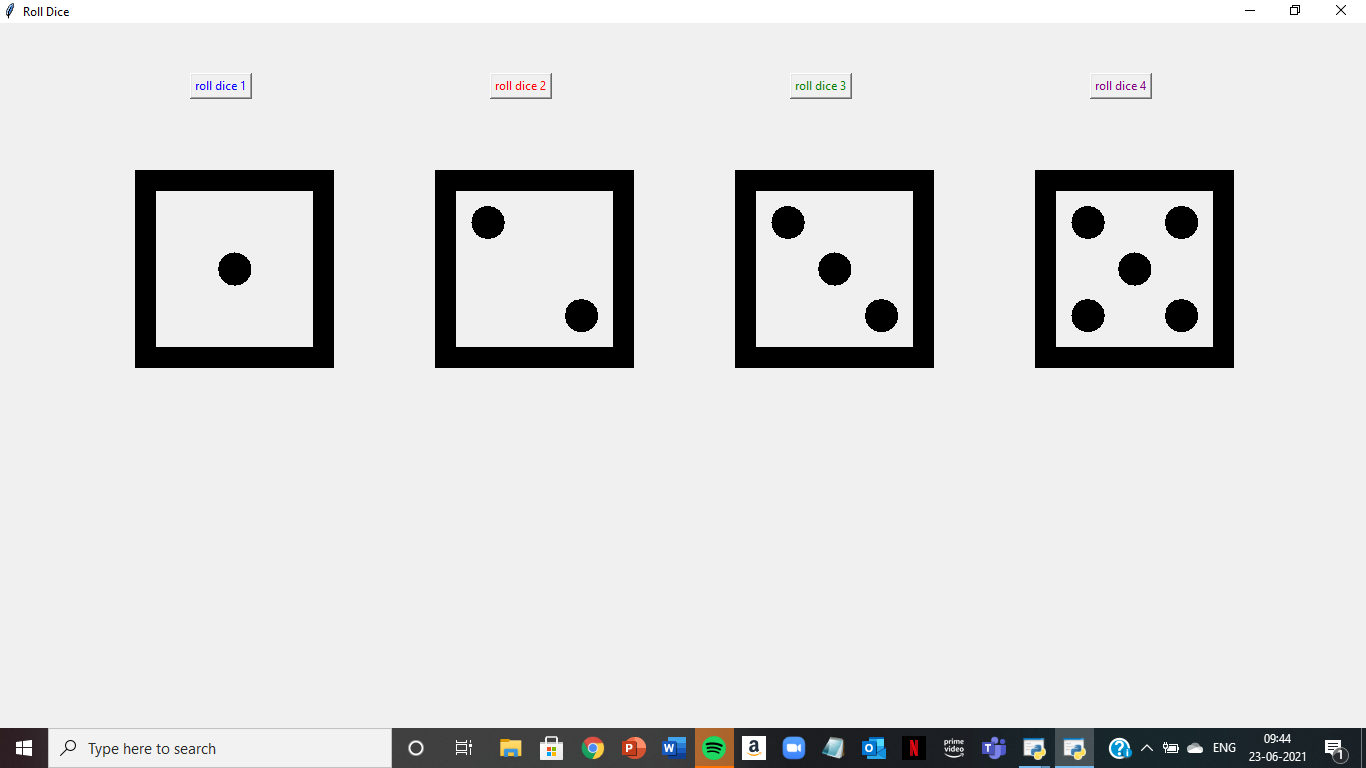 Roll Dice
roll dice 1
roll dice 2
roll dice 3
roll dice 4
Type here to search
P
W
a
prime video
N
T
?
ENG
09:44
23-06-2021
1